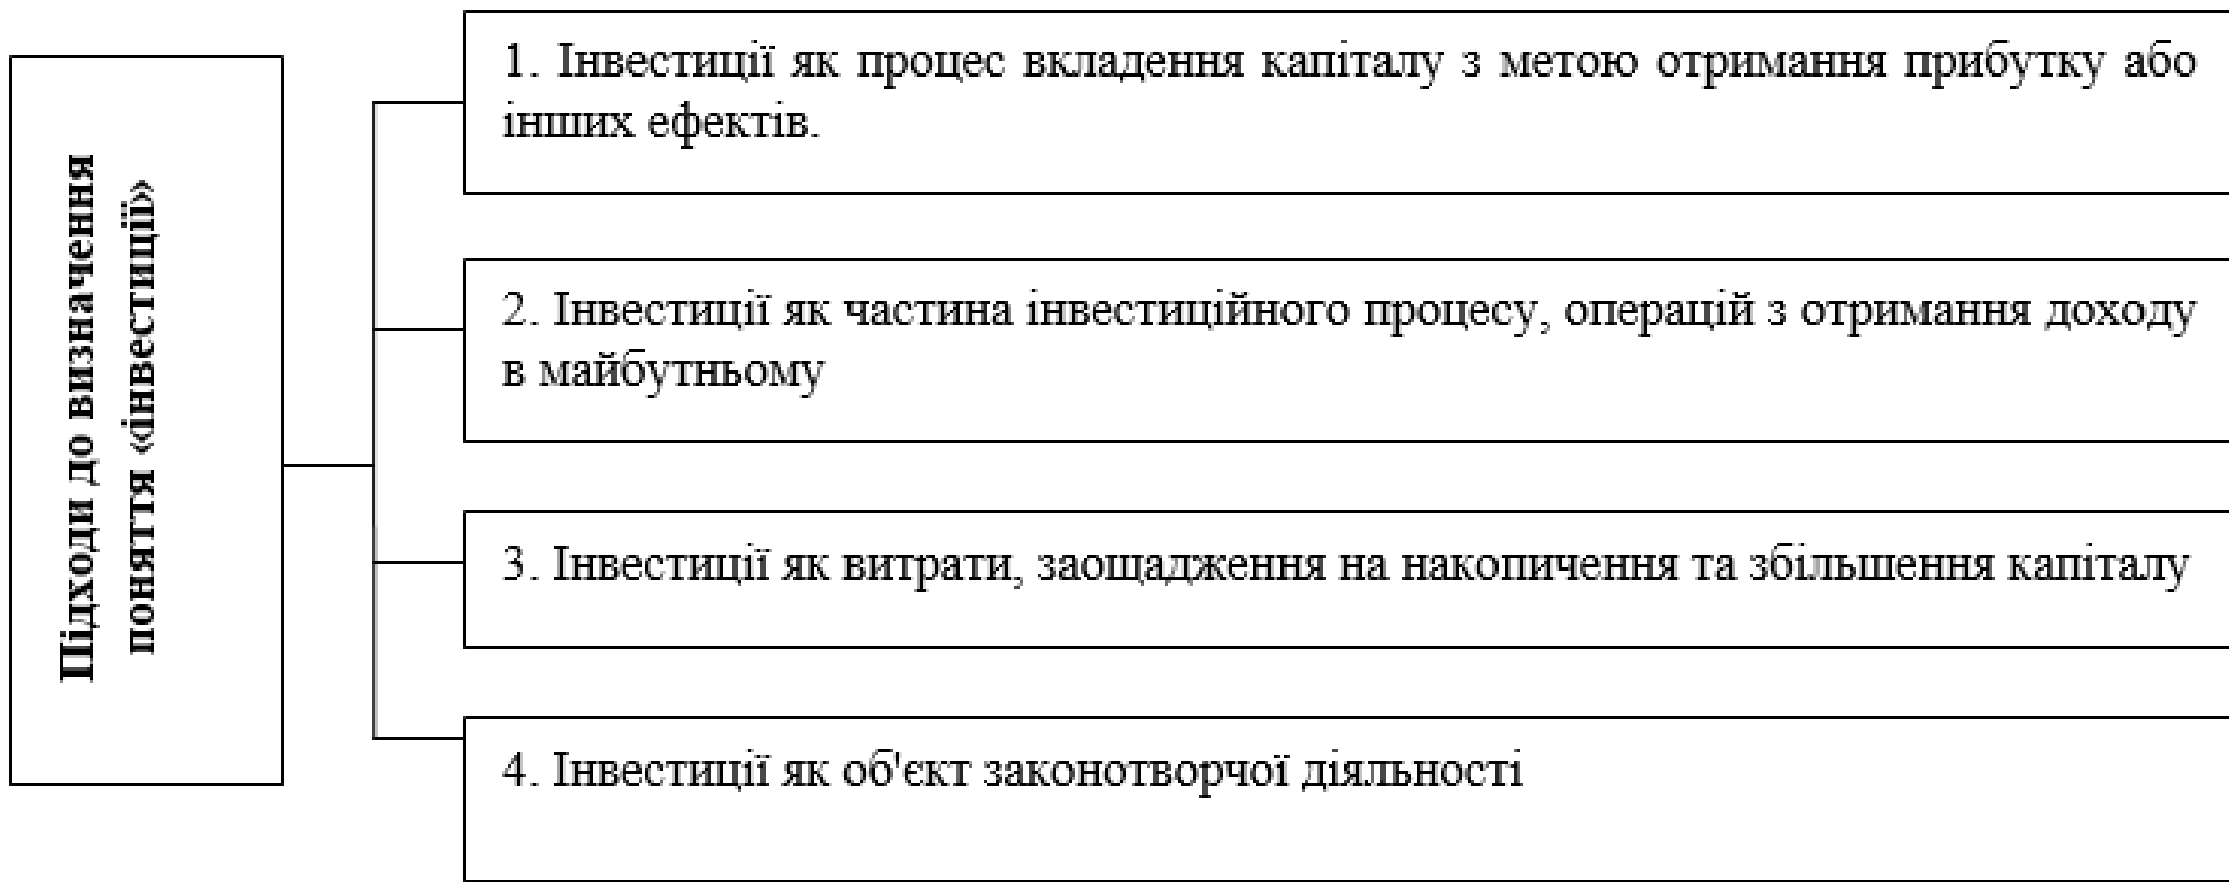 Підходи до визначення
поняття «інвестиції»
1. Інвестиції як процес вкладення капіталу з метою отримання прибутку або
інших ефектів.
2. Інвестиції як частина інвестиційного процесу, операцій з отримання доходу
в майбутньому
3. Інвестиції як витрати, заощадження на накопичення та збільшення капіталу
4. Інвестиції як об'єкт законотворчої діяльності